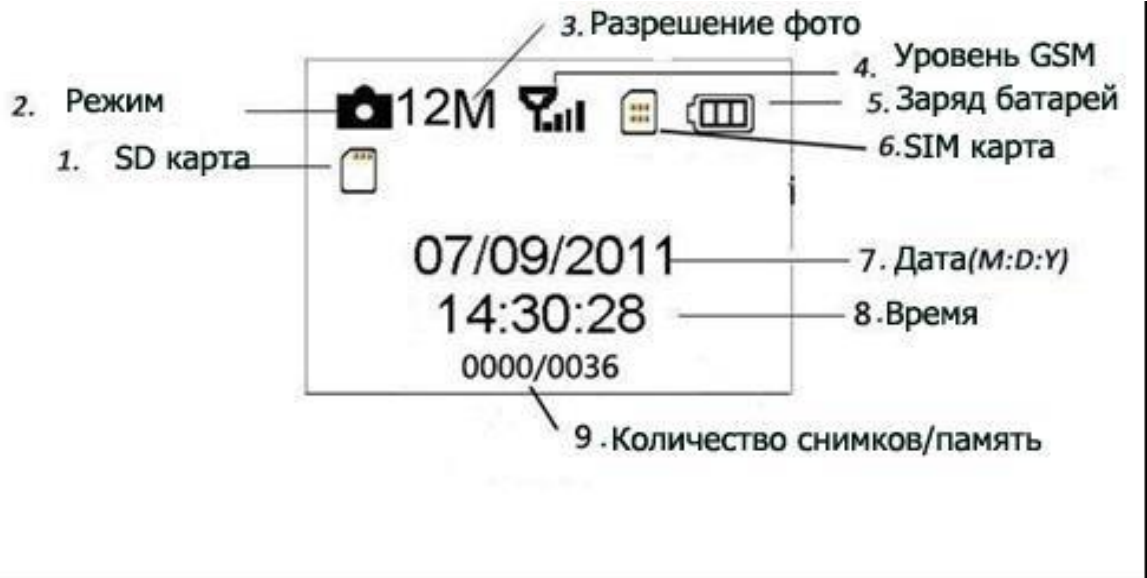 3. Разрешение фото
4. Уровень GSM
2. Режим
12M
5. Заряд батарей
1. SD карта
6.SIM карта
i
07/09/2011
7. Дата(M:D:Y)
14:30:28
8.Время
0000/0036
9.Количество снимков/память